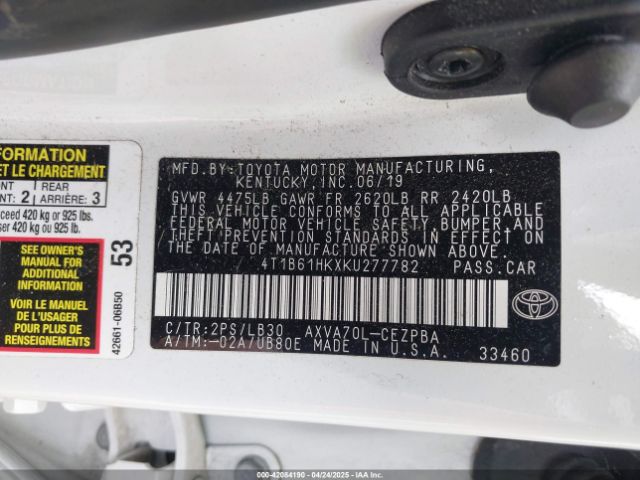 FORMATION
ET LE CHARGEMENT
ONT : 2 | REAR ARRIÈRE : 3
ceed 420 kg or 925 lbs.
ser 420 kg ou 925 lb.
SEE OWNER'S
MANUAL FOR
ADDITIONAL
INFORMATION
VOIR LE MANUEL
DE L'USAGER
POUR PLUS DE
RENSEIGNEMENTS
53
42661-06B50
MFD.BY:TOYOTA MOTOR MANUFACTURING,
KENTUCKY,INC.06/19
GVWR 4475LB GAWR FR 2620LB RR 2420LB
THIS VEHICLE CONFORMS TO ALL APPLICABLE
FEDERAL MOTOR VEHICLE SAFETY,BUMPER,AND
THEFT PREVENTION STANDARDS IN EFFECT ON
THE DATE OF MANUFACTURE SHOWN ABOVE.
4T1B61HKXKU277782 PASS.CAR
C/TR:2PS/LB30 AXVA70L-CEZPBA
A/TM:-02A/UB80E MADE IN U.S.A. 33460
TOYOTA
000-42084190 - 04/24/2025 - IAA